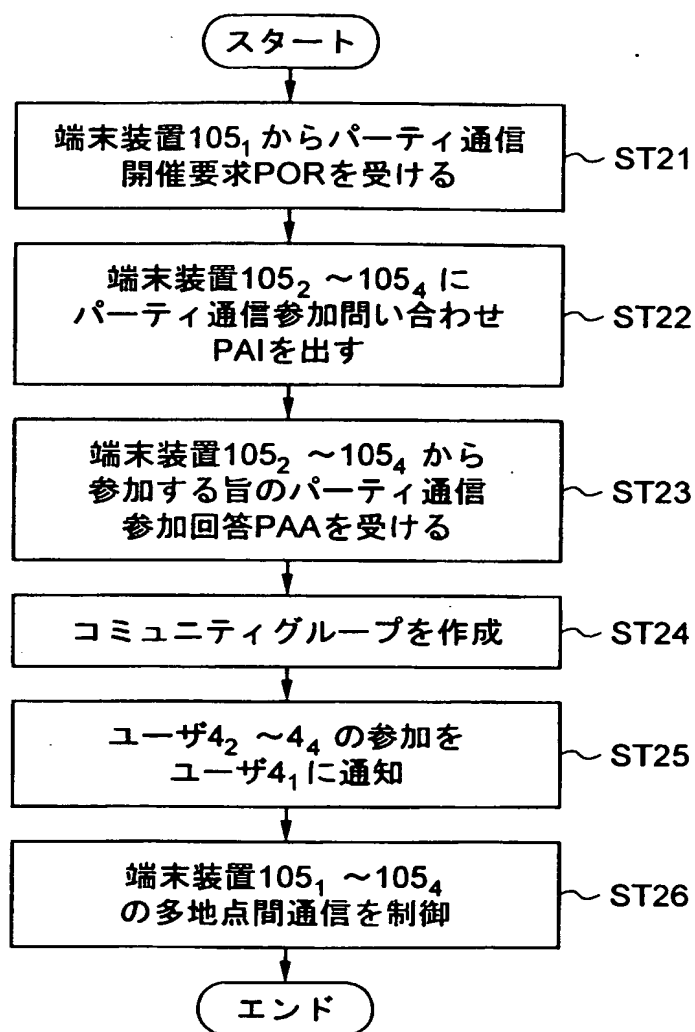 スタート
端末装置105₁ からパーティ通信
開催要求PORを受ける
ST21
端末装置105₂ ～105₄ に
パーティ通信参加問い合わせ
PAIを出す
ST22
端末装置105₂ ～105₄ から
参加する旨のパーティ通信
参加回答PAAを受ける
ST23
コミュニティグループを作成
ST24
ユーザ4₂ ～4₄ の参加を
ユーザ4₁に通知
ST25
端末装置105₁ ～105₄
の多地点間通信を制御
ST26
エンド